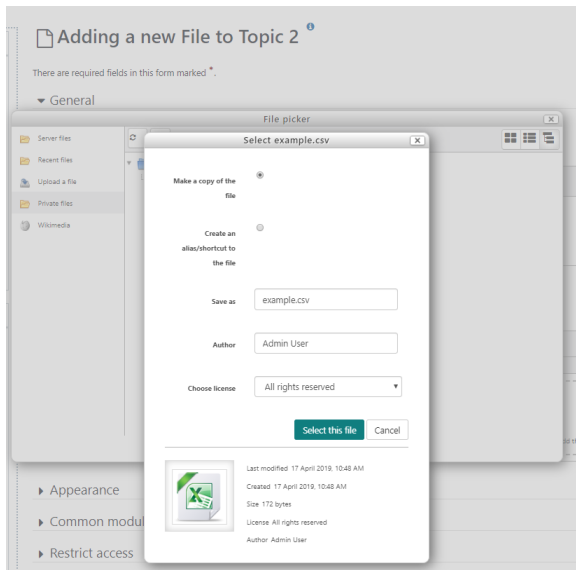 Adding a new File to Topic 2
There are required fields in this form marked *.
General
File picker
Server files
Recent files
Upload a file
Private files
Wikimedia
Select example.csv
Make a copy of the
file
Create an
alias/shortcut to
the file
Save as
example.csv
Author
Admin User
Choose license
All rights reserved
Select this file
Cancel
Last modified 17 April 2019, 10:48 AM
Created 17 April 2019, 10:48 AM
Size 172 bytes
License All rights reserved
Author Admin User
Appearance
Common modul
Restrict access